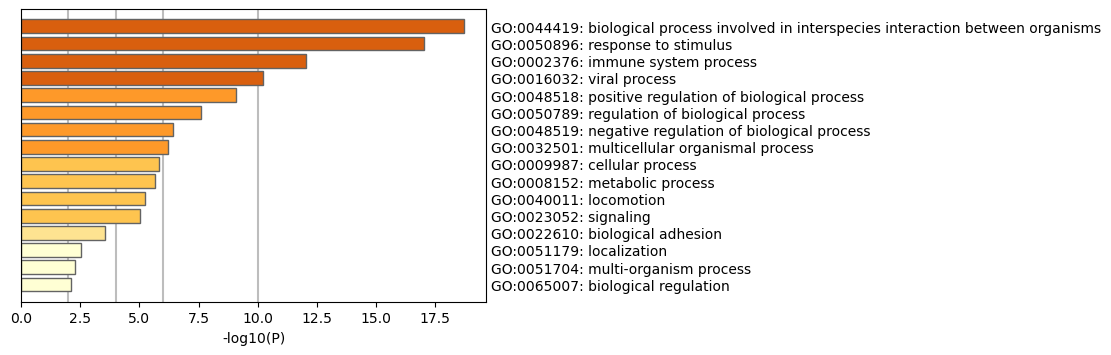 GO:0044419: biological process involved in interspecies interaction between organisms
GO:0050896: response to stimulus
GO:0002376: immune system process
GO:0016032: viral process
GO:0048518: positive regulation of biological process
GO:0050789: regulation of biological process
GO:0048519: negative regulation of biological process
GO:0032501: multicellular organismal process
GO:0009987: cellular process
GO:0008152: metabolic process
GO:0040011: locomotion
GO:0023052: signaling
GO:0022610: biological adhesion
GO:0051179: localization
GO:0051704: multi-organism process
GO:0065007: biological regulation
0.0 2.5 5.0 7.5 10.0 12.5 15.0 17.5
-log10(P)